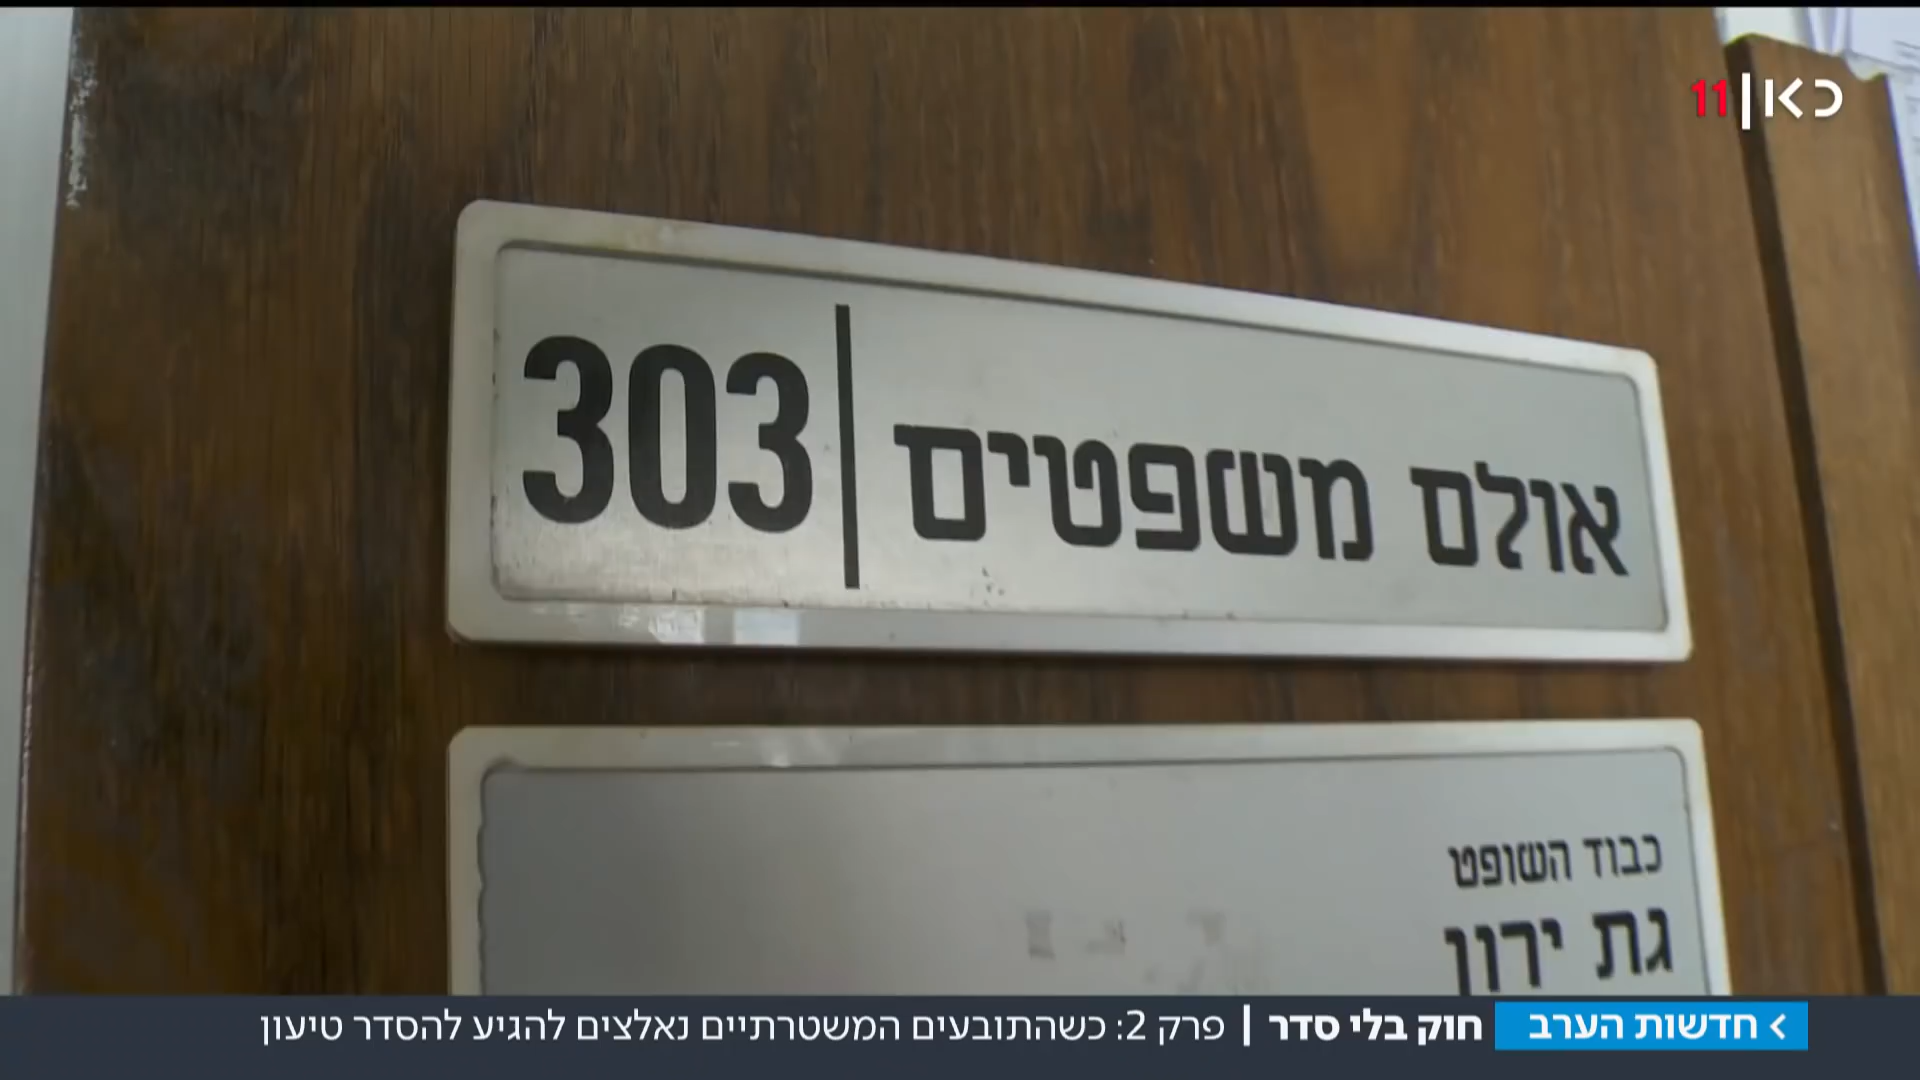 כאן|11
אולם משפטים | 303
כבוד השופט
גת ירון
חדשות הערב
חוק בלי סדר | פרק 2: כשהתובעים המשטרתיים נאלצים להגיע להסדר טיעון